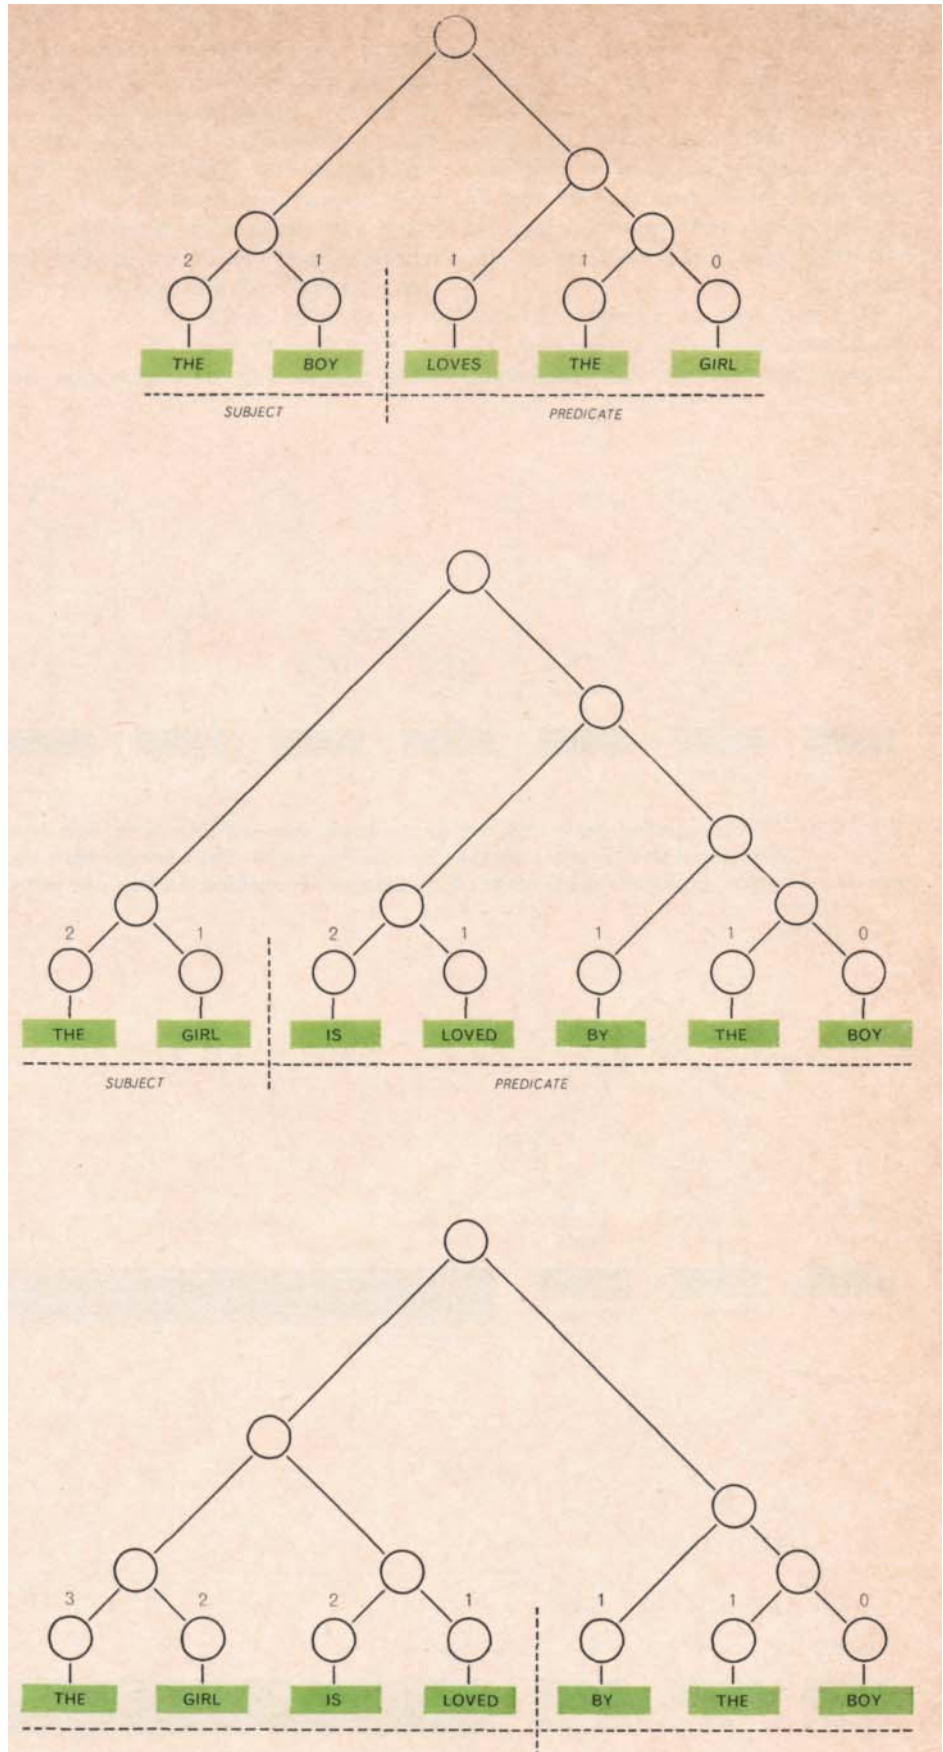 2 1 1 1 0
THE BOY LOVES THE GIRL
SUBJECT PREDICATE
2 1 2 1 1 1 0
THE GIRL IS LOVED BY THE BOY
SUBJECT PREDICATE
3 2 2 1 1 1 0
THE GIRL IS LOVED BY THE BOY